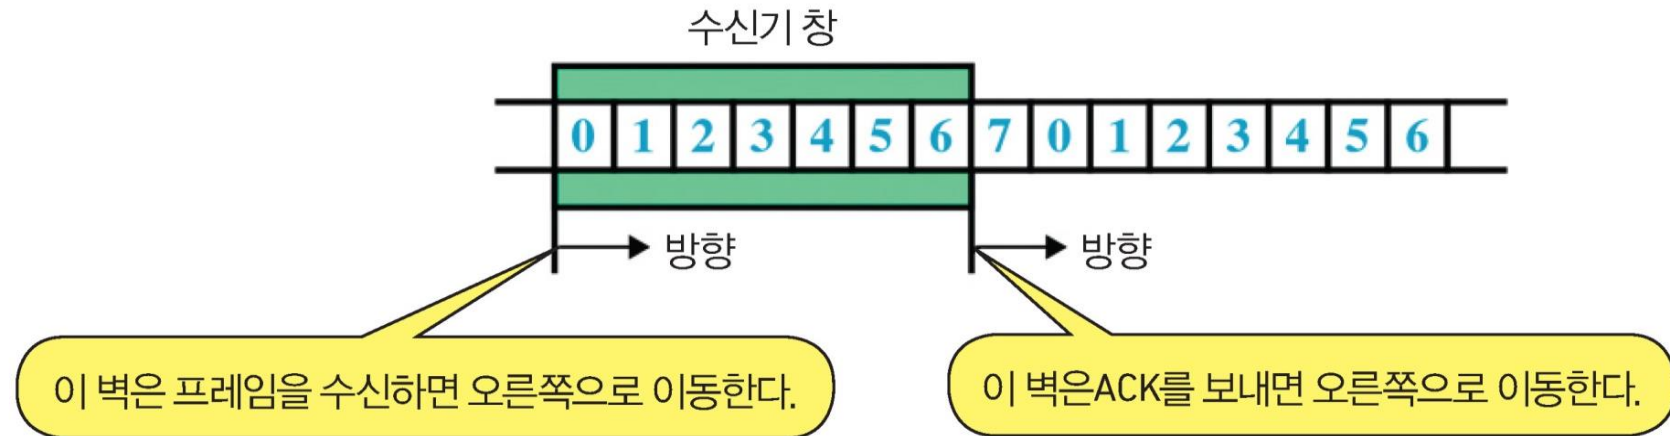 수신기 창
0 1 2 3 4 5 6 7 0 1 2 3 4 5 6
방향 방향
이 벽은 프레임을 수신하면 오른쪽으로 이동한다.
이 벽은ACK를 보내면 오른쪽으로 이동한다.